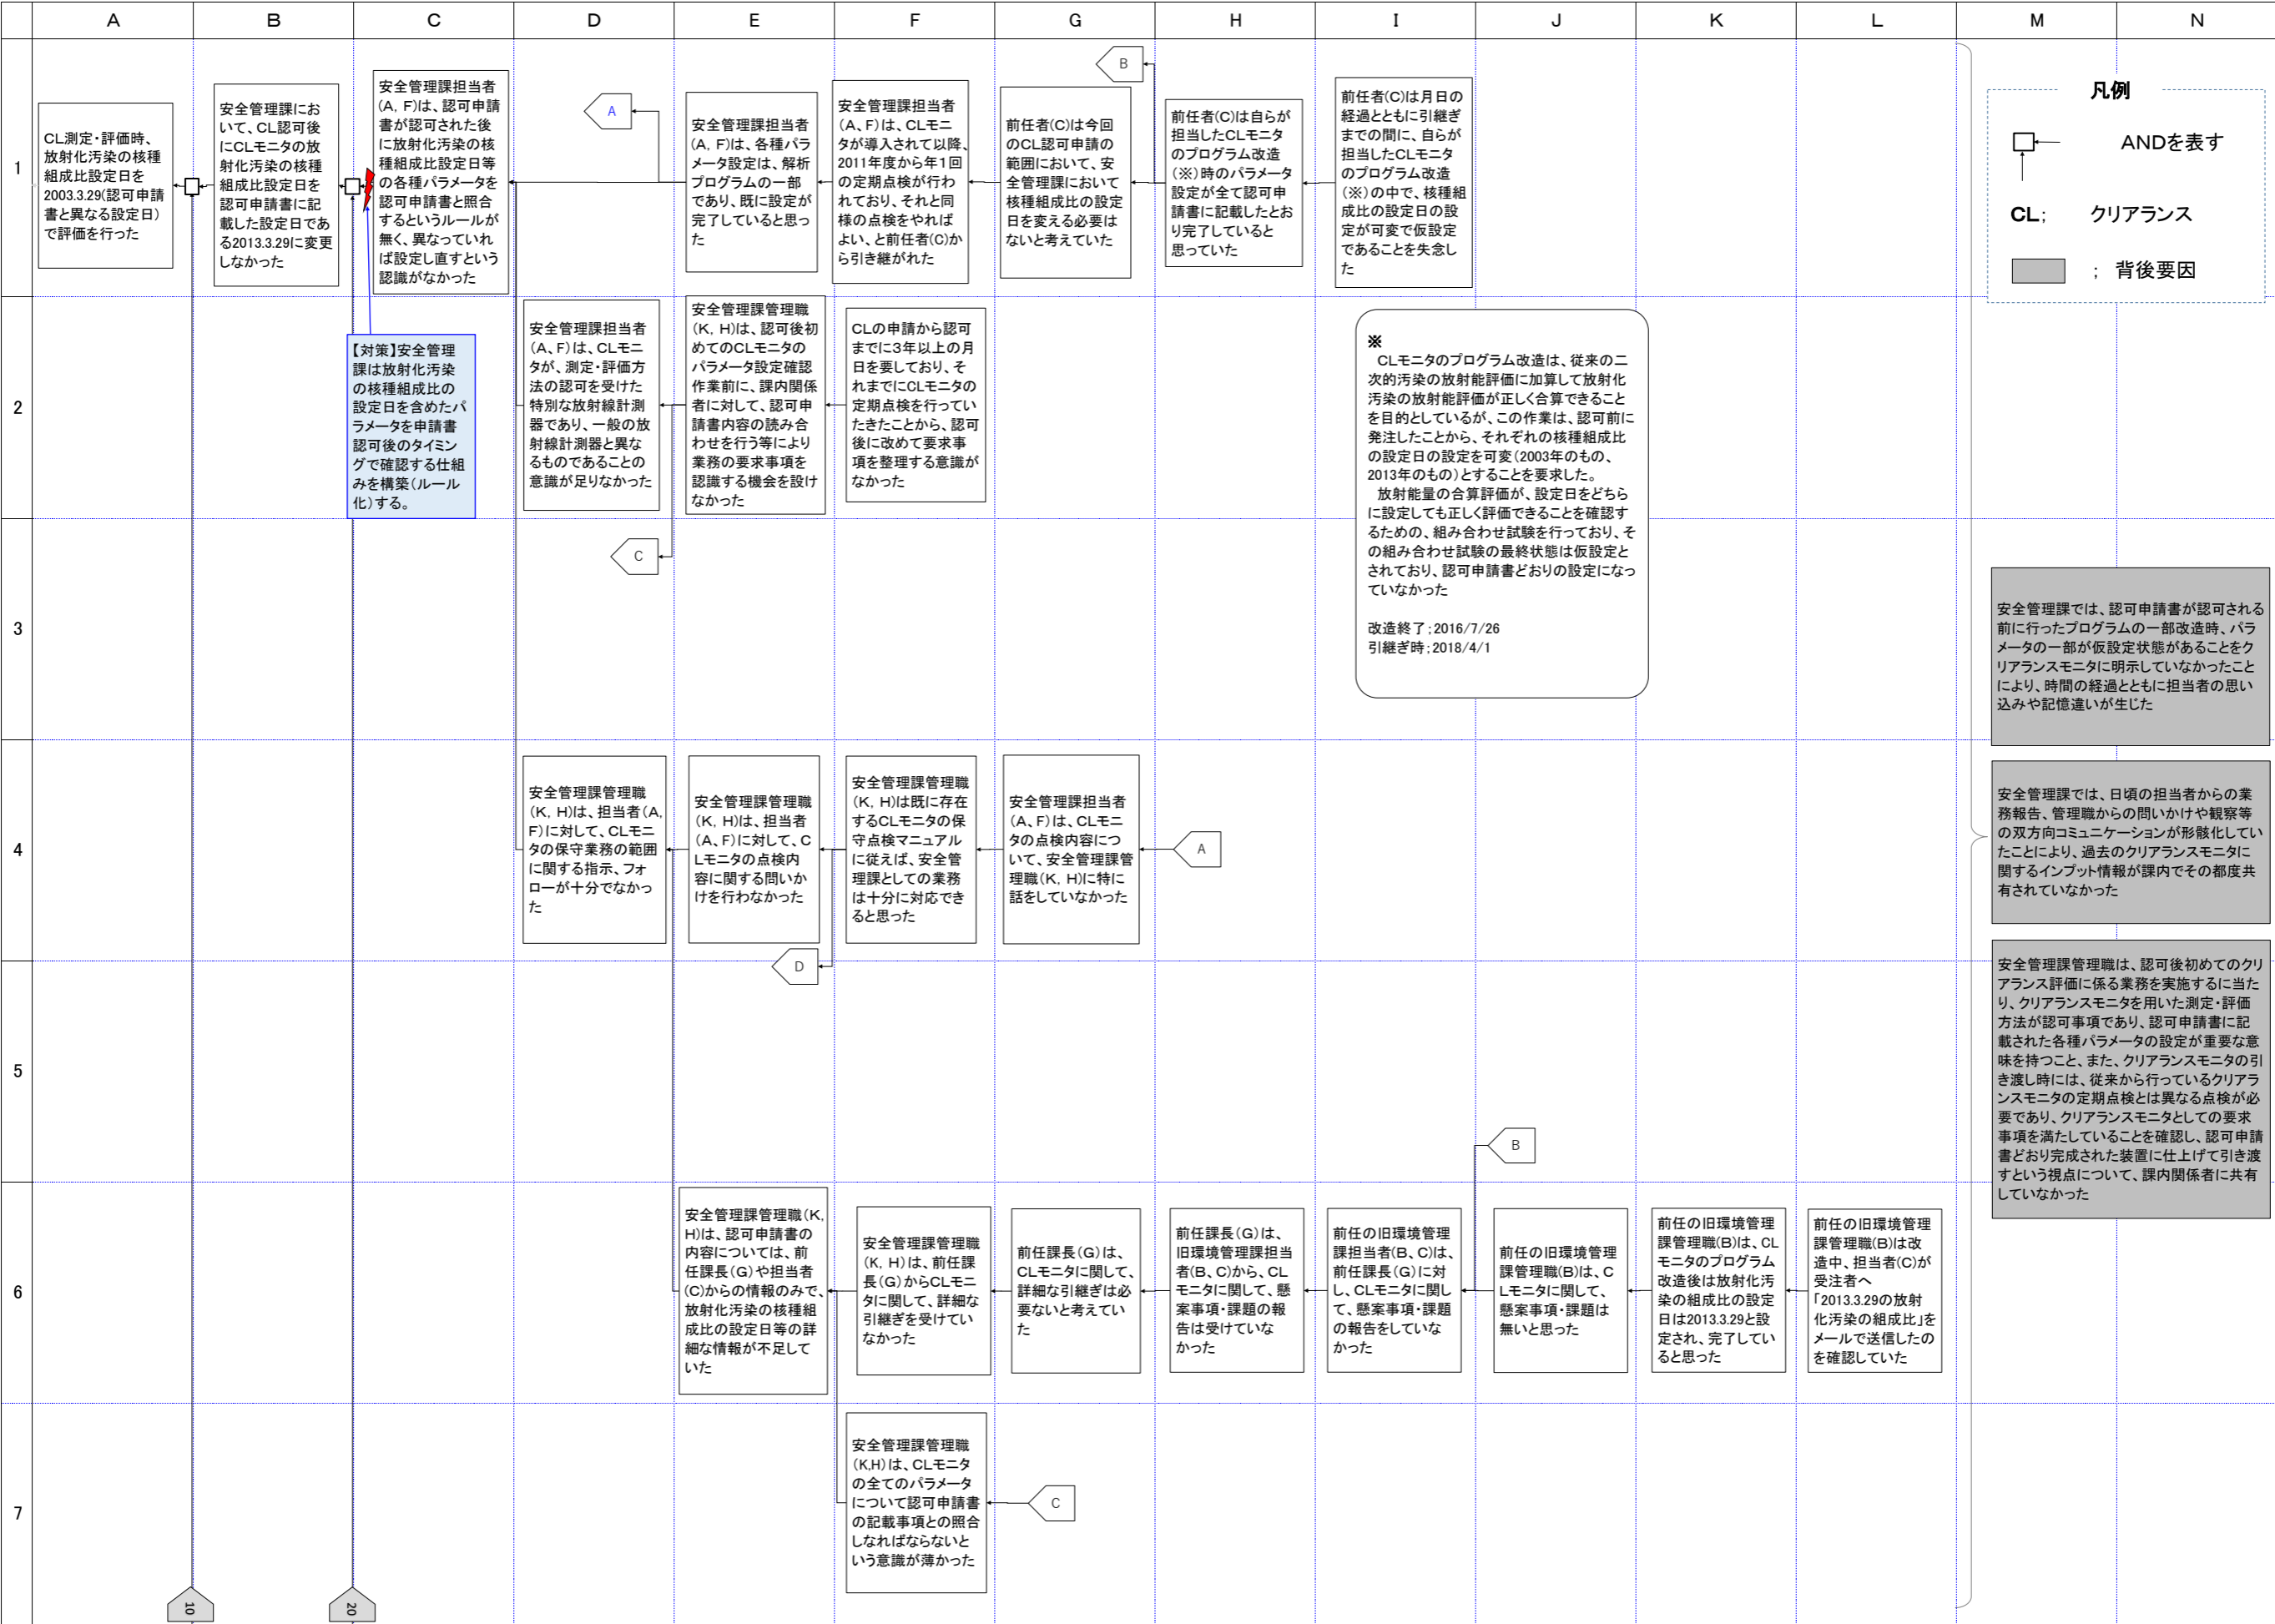 A
B
C
D
E
F
G
H
I
J
K
L
M
N
1
CL測定・評価時、
放射化汚染の核種
組成比設定日を
2003.3.29(認可申請
書と異なる設定日)
で評価を行った
安全管理課にお
いて、CL認可後
にCLモニタの放
射化汚染の核種
組成比設定日を
認可申請書に記
載した設定日であ
る2013.3.29に変更
しなかった
安全管理課担当者
(A, F)は、認可申請
書が認可された後
に放射化汚染の核
種組成比設定日等
の各種パラメータを
認可申請書と照合
するというルールが
無く、異なっていれ
ば設定し直すという
認識がなかった
A
安全管理課担当者
(A, F)は、各種パラ
メータ設定は、解析
プログラムの一部
であり、既に設定が
完了していると思っ
た
安全管理課担当者
(A、F)は、CLモニ
タが導入されて以降、
2011年度から年1回
の定期点検が行わ
れており、それと同
様の点検をやれば
よい、と前任者(C)か
ら引き継がれた
B
前任者(C)は今回
のCL認可申請の
範囲において、安
全管理課において
核種組成比の設定
日を変える必要は
ないと考えていた
前任者(C)は自らが
担当したCLモニタ
のプログラム改造
(※)時のパラメータ
設定が全て認可申
請書に記載したとお
り完了していると
思っていた
前任者(C)は月日の
経過とともに引継ぎ
までの間に、自らが
担当したCLモニタ
のプログラム改造
(※)の中で、核種組
成比の設定日の設
定が可変で仮設定
であることを失念し
た
凡例
ANDを表す
CL; クリアランス
; 背後要因
2
【対策】安全管理
課は放射化汚染
の核種組成比の
設定日を含めたパ
ラメータを申請書
認可後のタイミン
グで確認する仕組
みを構築(ルール
化)する。
安全管理課担当者
(A、F)は、CLモニ
タが、測定・評価方
法の認可を受けた
特別な放射線計測
器であり、一般の放
射線計測器と異な
るものであることの
意識が足りなかった
安全管理課管理職
(K, H)は、認可後初
めてのCLモニタの
パラメータ設定確認
作業前に、課内関係
者に対して、認可申
請書内容の読み合
わせを行う等により
業務の要求事項を
認識する機会を設け
なかった
CLの申請から認可
までに3年以上の月
日を要しており、そ
れまでにCLモニタの
定期点検を行ってい
たきたことから、認可
後に改めて要求事
項を整理する意識が
なかった
※
CLモニタのプログラム改造は、従来の二
次的汚染の放射能評価に加算して放射化
汚染の放射能評価が正しく合算できること
を目的としているが、この作業は、認可前に
発注したことから、それぞれの核種組成比
の設定日の設定を可変(2003年のもの、
2013年のもの)とすることを要求した。
放射能量の合算評価が、設定日をどちら
に設定しても正しく評価できることを確認す
るための、組み合わせ試験を行っており、そ
の組み合わせ試験の最終状態は仮設定と
されており、認可申請書どおりの設定になっ
ていなかった
改造終了;2016/7/26
引継ぎ時;2018/4/1
3
C
安全管理課では、認可申請書が認可される
前に行ったプログラムの一部改造時、パラ
メータの一部が仮設定状態があることをク
リアランスモニタに明示していなかったこと
により、時間の経過とともに担当者の思い
込みや記憶違いが生じた
4
安全管理課管理職
(K, H)は、担当者(A,
F)に対して、CLモニ
タの保守業務の範囲
に関する指示、フォ
ローが十分でなかっ
た
安全管理課管理職
(K, H)は、担当者
(A、F)に対して、C
Lモニタの点検内
容に関する問いか
けを行わなかった
安全管理課管理職
(K, H)は既に存在
するCLモニタの保
守点検マニュアル
に従えば、安全管
理課としての業務
は十分に対応でき
ると思った
安全管理課担当者
(A、F)は、CLモニ
タの点検内容につ
いて、安全管理課管
理職(K, H)に特に
話をしていなかった
A
安全管理課では、日頃の担当者からの業
務報告、管理職からの問いかけや観察等
の双方向コミュニケーションが形骸化してい
たことにより、過去のクリアランスモニタに
関するインプット情報が課内でその都度共
有されていなかった
D
5
B
安全管理課管理職は、認可後初めてのクリ
アランス評価に係る業務を実施するに当た
り、クリアランスモニタを用いた測定・評価
方法が認可事項であり、認可申請書に記
載された各種パラメータの設定が重要な意
味を持つこと、また、クリアランスモニタの引
き渡し時には、従来から行っているクリアラ
ンスモニタの定期点検とは異なる点検が必
要であり、クリアランスモニタとしての要求
事項を満たしていることを確認し、認可申請
書どおり完成された装置に仕上げて引き渡
すという視点について、課内関係者に共有
していなかった
6
安全管理課管理職(K,
H)は、認可申請書の
内容については、前
任課長(G)や担当者
(C)からの情報のみで、
放射化汚染の核種組
成比の設定日等の詳
細な情報が不足して
いた
安全管理課管理職
(K, H)は、前任課
長(G)からCLモニ
タに関して、詳細な
引継ぎを受けてい
なかった
前任課長(G)は、
CLモニタに関して、
詳細な引継ぎは必
要ないと考えてい
た
前任課長(G)は、
旧環境管理課担当
者(B、C)から、CL
モニタに関して、懸
案事項・課題の報
告は受けていな
かった
前任の旧環境管理
課担当者(B、C)は、
前任課長(G)に対
し、CLモニタに関し
て、懸案事項・課題
の報告をしていな
かった
前任の旧環境管理
課管理職(B)は、C
Lモニタに関して、
懸案事項・課題は
無いと思った
前任の旧環境管理
課管理職(B)は、CL
モニタのプログラム
改造後は放射化汚
染の組成比の設定
日は2013.3.29と設
定され、完了してい
ると思った
前任の旧環境管理
課管理職(B)は改
造中、担当者(C)が
受注者へ
「2013.3.29の放射
化汚染の組成比」を
メールで送信したの
を確認していた
7
安全管理課管理職
(K,H)は、CLモニタ
の全てのパラメータ
について認可申請書
の記載事項との照合
しなればならないと
いう意識が薄かった
C
10
20